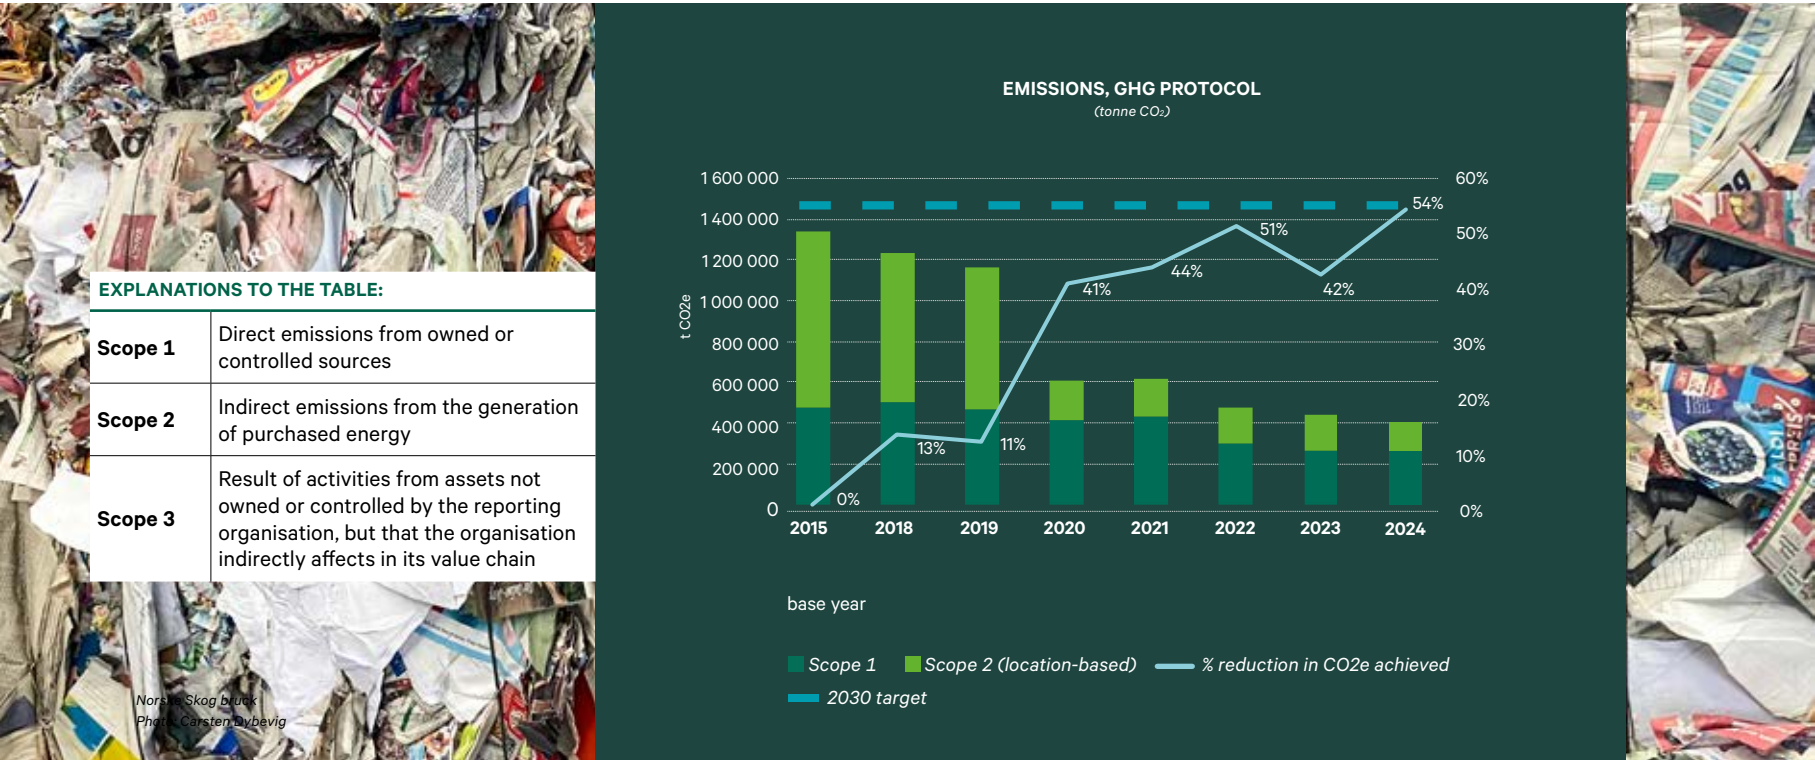 EXPLANATIONS TO THE TABLE:
Scope 1
Direct emissions from owned or
controlled sources
Scope 2
Indirect emissions from the generation
of purchased energy
Scope 3
Result of activities from assets not
owned or controlled by the reporting
organisation, but that the organisation
indirectly affects in its value chain
Norske Skog bruck
Photo: Carsten Dybevig
EMISSIONS, GHG PROTOCOL
(tonne CO₂)
t CO2e
1 600 000
1 400 000
1 200 000
1 000 000
800 000
600 000
400 000
200 000
0
60%
50%
40%
30%
20%
10%
0%
0%
13%
11%
41%
44%
51%
42%
54%
2015 2018 2019 2020 2021 2022 2023 2024
base year
Scope 1 Scope 2 (location-based) % reduction in CO2e achieved
2030 target